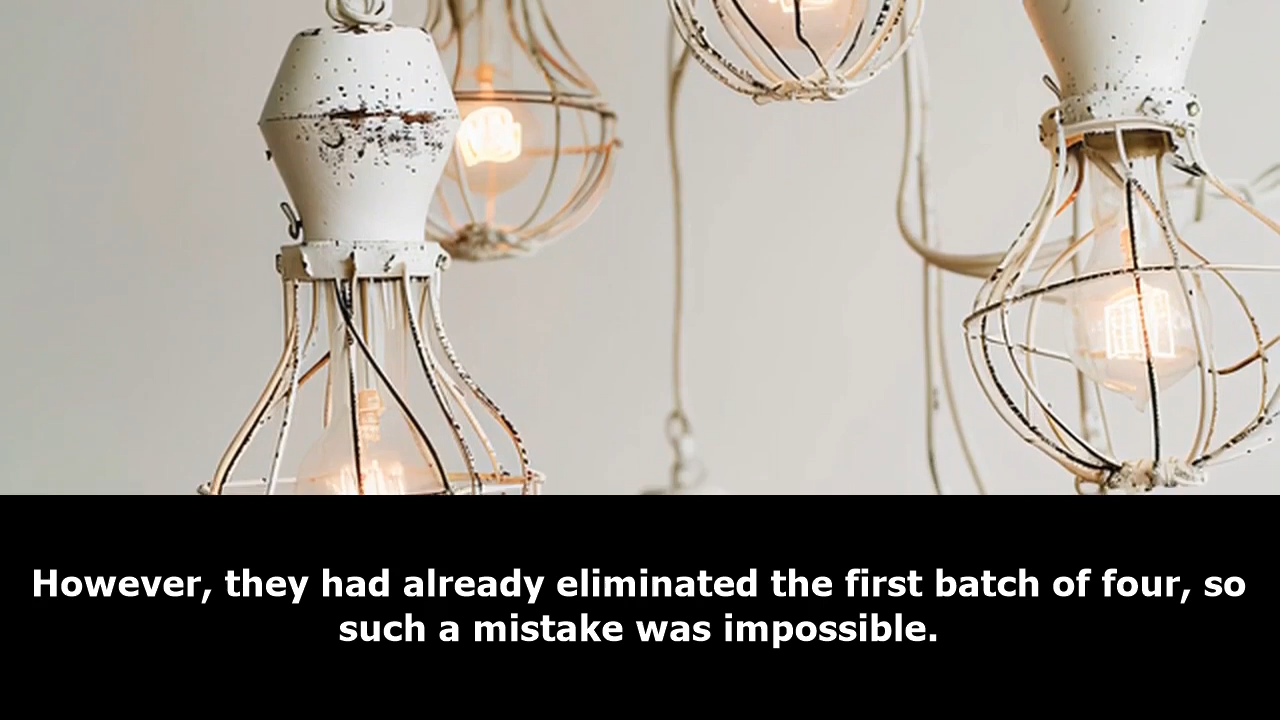 However, they had already eliminated the first batch of four, so
such a mistake was impossible.